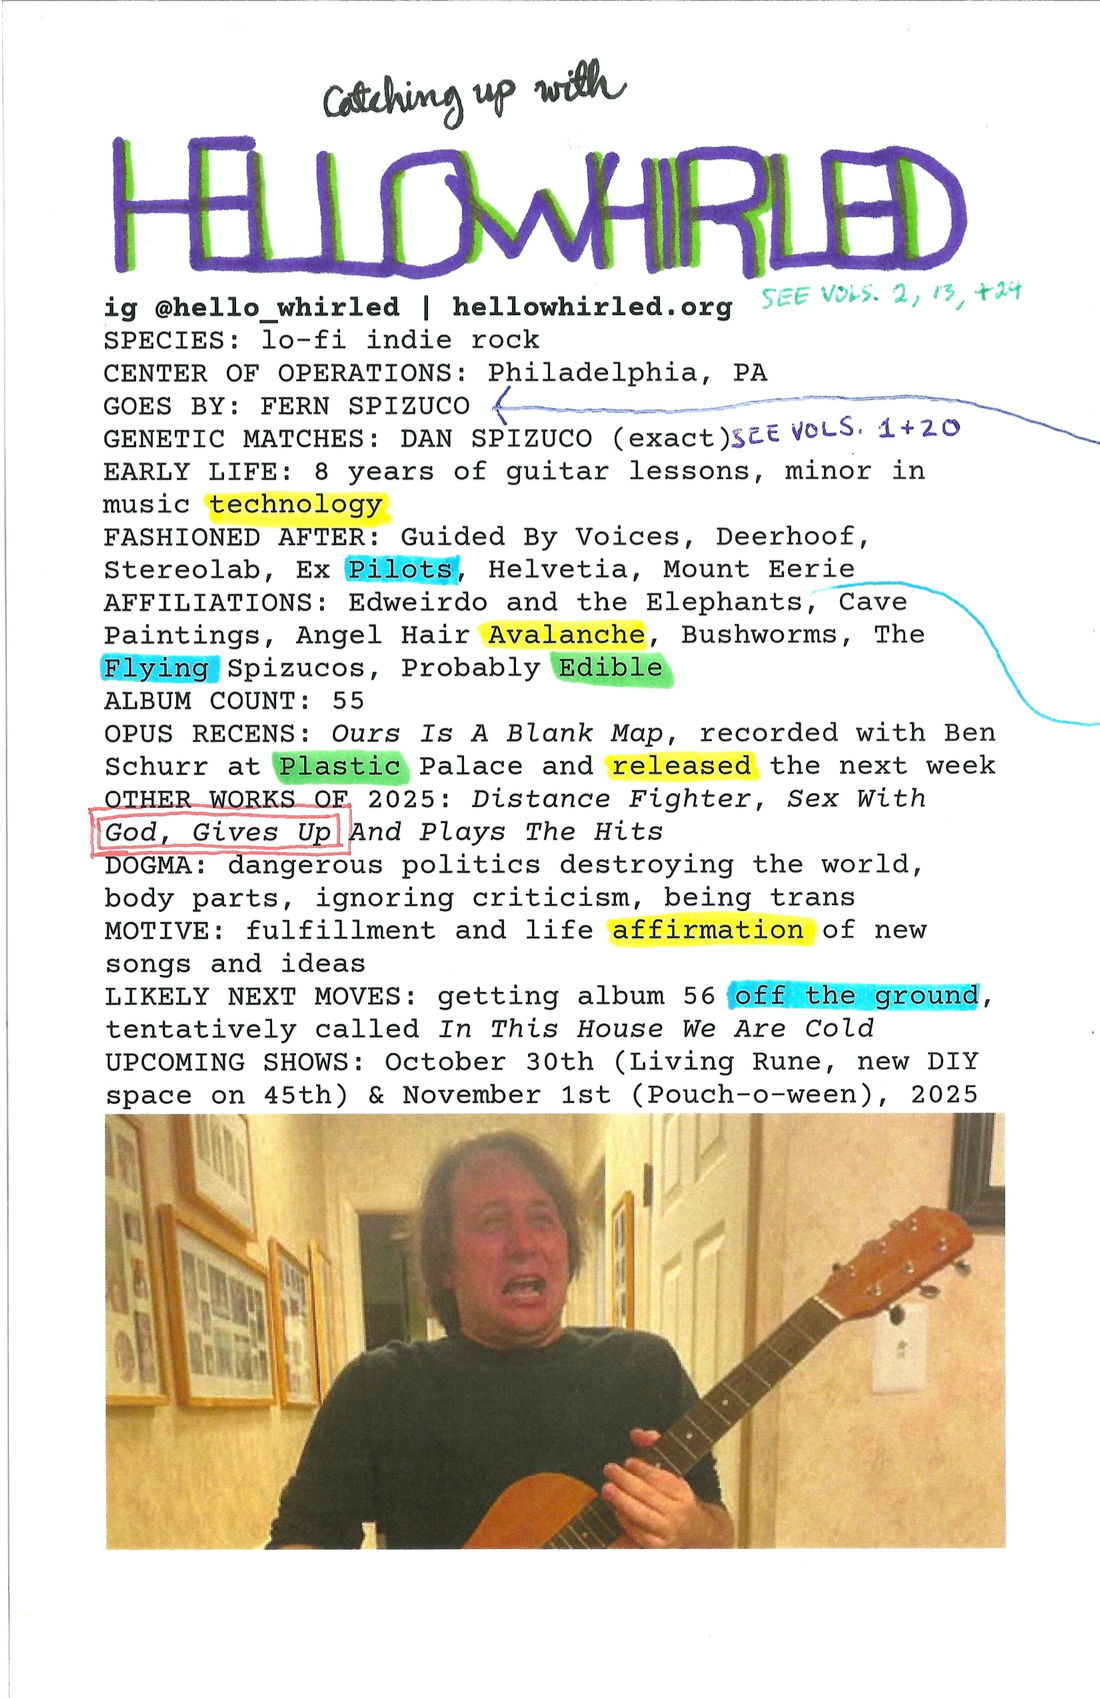 Catching up with
HELLOWHIRLED
SEE VOLS. 2, 13, +24
ig @hello_whirled | hellowhirled.org
SPECIES: lo-fi indie rock
CENTER OF OPERATIONS: Philadelphia, PA
GOES BY: FERN SPIZUCO
GENETIC MATCHES: DAN SPIZUCO (exact) SEE VOLS. 1+20
EARLY LIFE: 8 years of guitar lessons, minor in
music technology
FASHIONED AFTER: Guided By Voices, Deerhoof,
Stereolab, Ex Pilots, Helvetia, Mount Eerie
AFFILIATIONS: Edweirdo and the Elephants, Cave
Paintings, Angel Hair Avalanche, Bushworms, The
Flying Spizucos, Probably Edible
ALBUM COUNT: 55
OPUS RECENS: Ours Is A Blank Map, recorded with Ben
Schurr at Plastic Palace and released the next week
OTHER WORKS OF 2025: Distance Fighter, Sex With
God, Gives Up And Plays The Hits
DOGMA: dangerous politics destroying the world,
body parts, ignoring criticism, being trans
MOTIVE: fulfillment and life affirmation of new
songs and ideas
LIKELY NEXT MOVES: getting album 56 off the ground,
tentatively called In This House We Are Cold
UPCOMING SHOWS: October 30th (Living Rune, new DIY
space on 45th) & November 1st (Pouch-o-ween), 2025